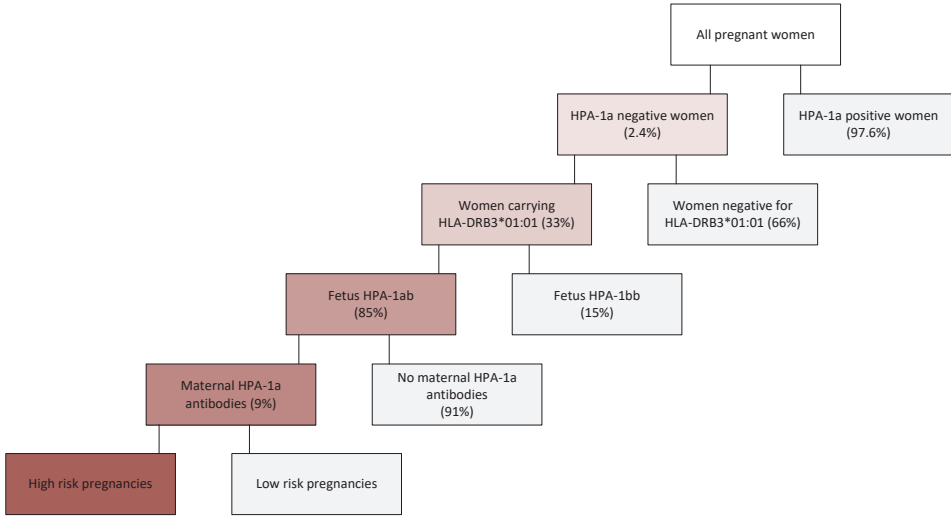 All pregnant women
HPA-1a negative women
(2.4%)
HPA-1a positive women
(97.6%)
Women carrying
HLA-DRB3*01:01 (33%)
Women negative for
HLA-DRB3*01:01 (66%)
Fetus HPA-1ab
(85%)
Fetus HPA-1bb
(15%)
Maternal HPA-1a
antibodies (9%)
No maternal HPA-1a
antibodies
(91%)
High risk pregnancies
Low risk pregnancies